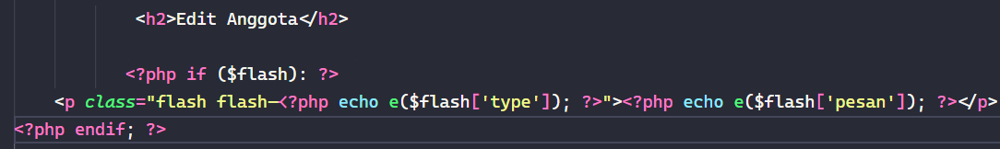 <h2>Edit Anggota</h2>
<?php if ($flash): ?>
<p class="flash flash-<?php echo e($flash['type']); ?>"><?php echo e($flash['pesan']); ?></p>
<?php endif; ?>